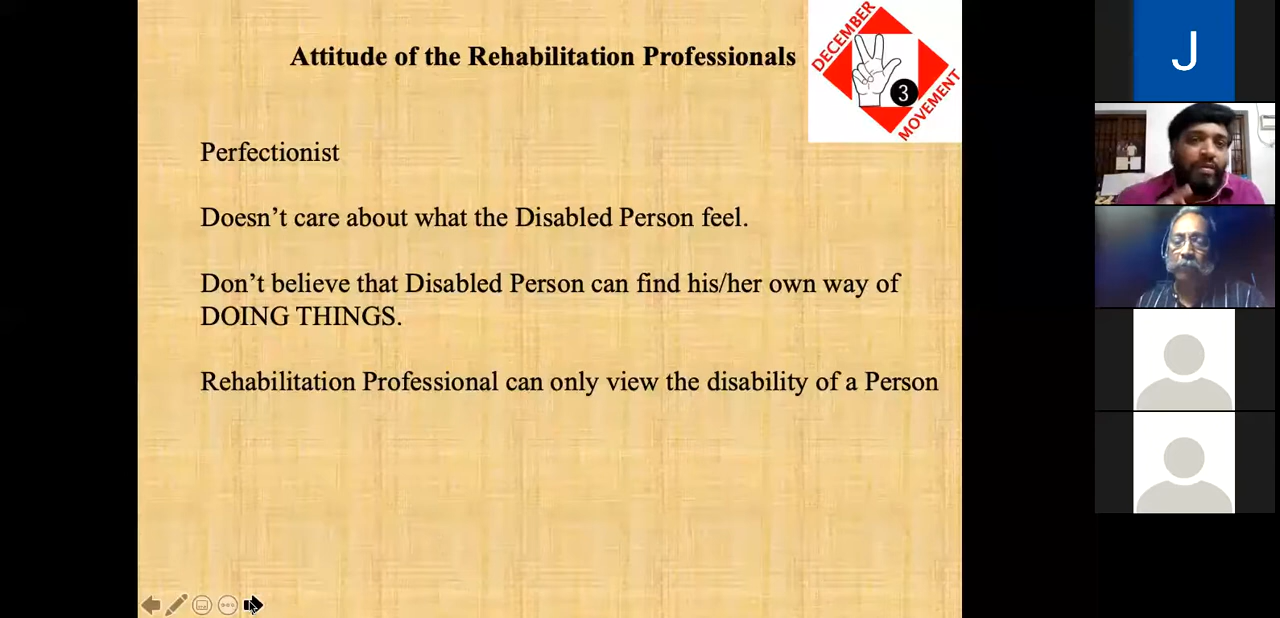 Attitude of the Rehabilitation Professionals
DECEMBER
3
MOVEMENT
J
Perfectionist
Doesn’t care about what the Disabled Person feel.
Don’t believe that Disabled Person can find his/her own way of
DOING THINGS.
Rehabilitation Professional can only view the disability of a Person